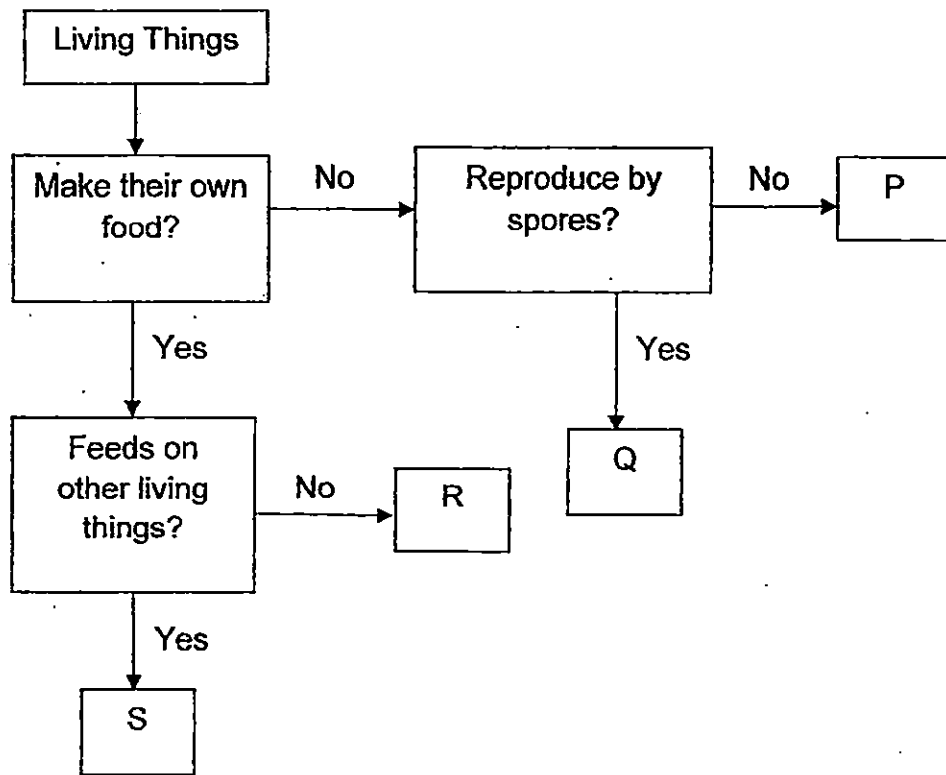 Living Things
Make their own
food?
No
Reproduce by
spores?
No
P
Yes
Yes
Feeds on
other living
things?
No
R
Q
Yes
S